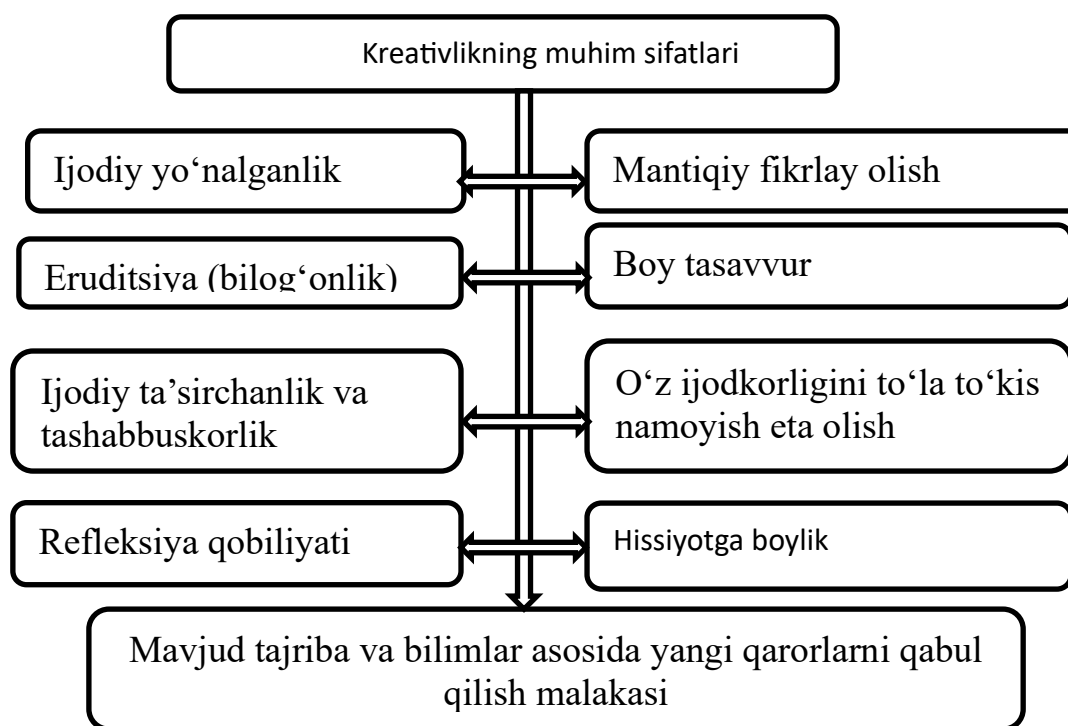 Kreativlikning muhim sifatlari
Ijodiy yo‘nalganlik
Mantiqiy fikrlay olish
Eruditsiya (bilog‘onlik)
Boy tasavvur
Ijodiy ta’sirchanlik va
tashabbuskorlik
O‘z ijodkorligini to‘la to‘kis
namoyish eta olish
Refleksiya qobiliyati
Hissiyotga boylik
Mavjud tajriba va bilimlar asosida yangi qarorlarni qabul
qilish malakasi